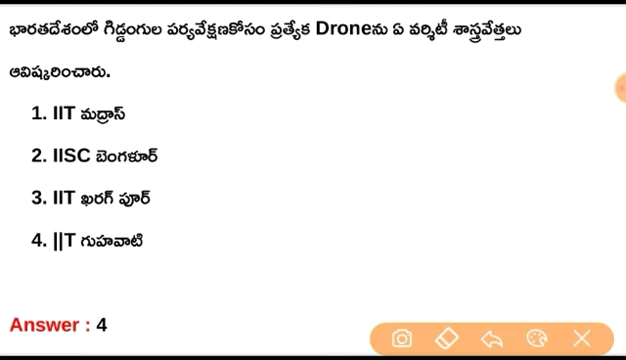 భారతదేశంలో గిడ్డంగుల పర్యవేక్షణకోసం ప్రత్యేక Droneను ఏ వర్శిటీ శాస్త్రవేత్తలు
ఆవిష్కరించారు.
1. IIT మద్రాస్
2. IISC బెంగళూర్
3. IIT ఖరగ్ పూర్
4. ||T గుహవాటి
Answer : 4